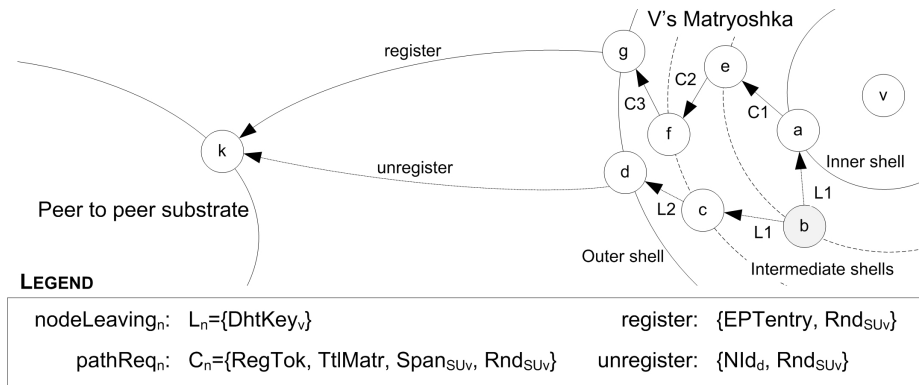 V's Matryoshka
g
register
e
C2
v
C3
C1
a
f
k
Inner shell
unregister
d
L1
Peer to peer substrate
L2
c
L1
b
Outer shell
Intermediate shells
LEGEND
nodeLeavingn: Ln={DhtKeyv}
register: {EPTentry, RndSUv}
pathReqn: Cn={RegTok, TtlMatr, SpanSUv, RndSUv}
unregister: {NIdd, RndSUv}